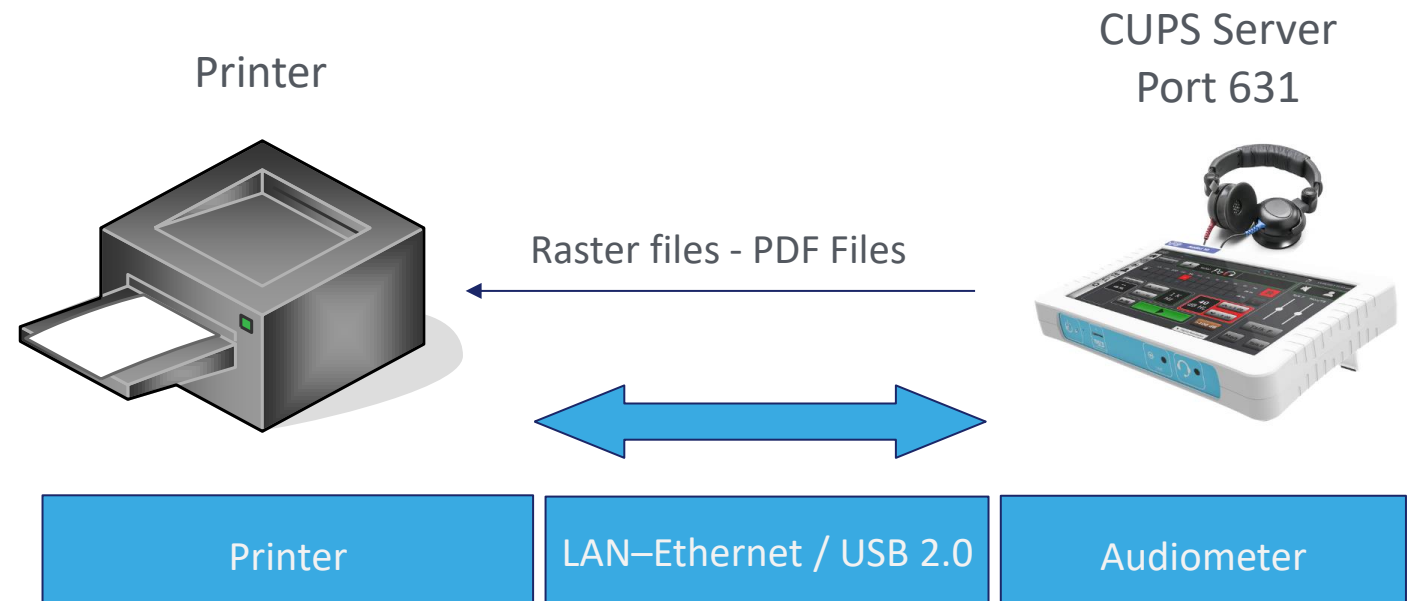 CUPS Server
Port 631
Printer
Raster files - PDF Files
Printer
LAN–Ethernet / USB 2.0
Audiometer